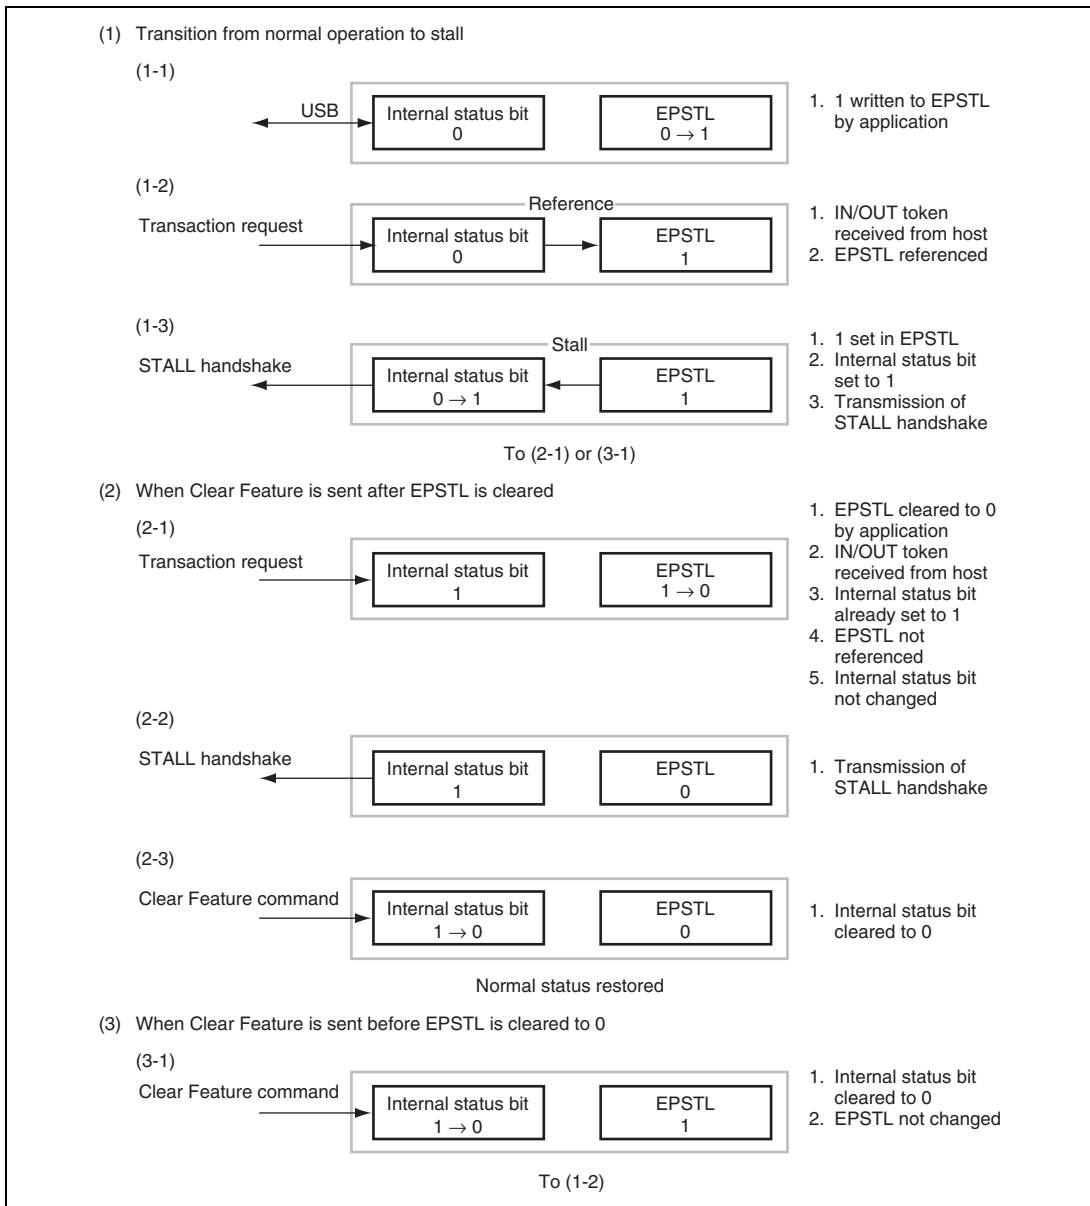 (1) Transition from normal operation to stall
(1-1)
USB
Internal status bit
0
EPSTL
0 → 1
1. 1 written to EPSTL
by application
(1-2)
Transaction request
Reference
Internal status bit
0
EPSTL
1
1. IN/OUT token
received from host
2. EPSTL referenced
(1-3)
STALL handshake
Stall
Internal status bit
0 → 1
EPSTL
1
1. 1 set in EPSTL
2. Internal status bit
set to 1
3. Transmission of
STALL handshake
To (2-1) or (3-1)
(2) When Clear Feature is sent after EPSTL is cleared
(2-1)
Transaction request
Internal status bit
1
EPSTL
1 → 0
1. EPSTL cleared to 0
by application
2. IN/OUT token
received from host
3. Internal status bit
already set to 1
4. EPSTL not
referenced
5. Internal status bit
not changed
(2-2)
STALL handshake
Internal status bit
1
EPSTL
0
1. Transmission of
STALL handshake
(2-3)
Clear Feature command
Internal status bit
1 → 0
EPSTL
0
1. Internal status bit
cleared to 0
Normal status restored
(3) When Clear Feature is sent before EPSTL is cleared to 0
(3-1)
Clear Feature command
Internal status bit
1 → 0
EPSTL
1
1. Internal status bit
cleared to 0
2. EPSTL not changed
To (1-2)